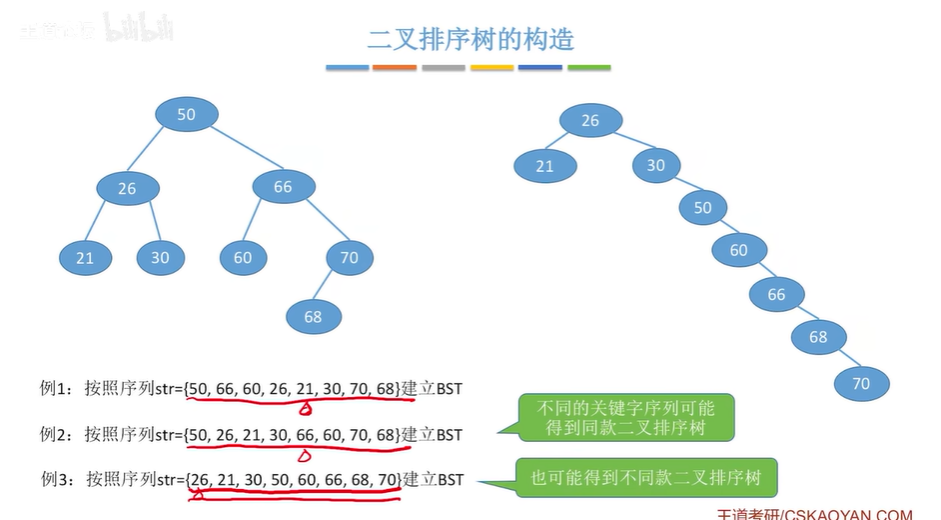 bilibili
二叉排序树的构造
50
26
26
66
21
30
21
30
60
70
50
68
60
66
68
70
例1：按照序列str={50, 66, 60, 26, 21, 30, 70, 68}建立BST
例2：按照序列str={50, 26, 21, 30, 66, 60, 70, 68}建立BST
例3：按照序列str={26, 21, 30, 50, 60, 66, 68, 70}建立BST
不同的关键字序列可能
得到同款二叉排序树
也可能得到不同款二叉排序树
王道考研/CSKAOYAN.COM